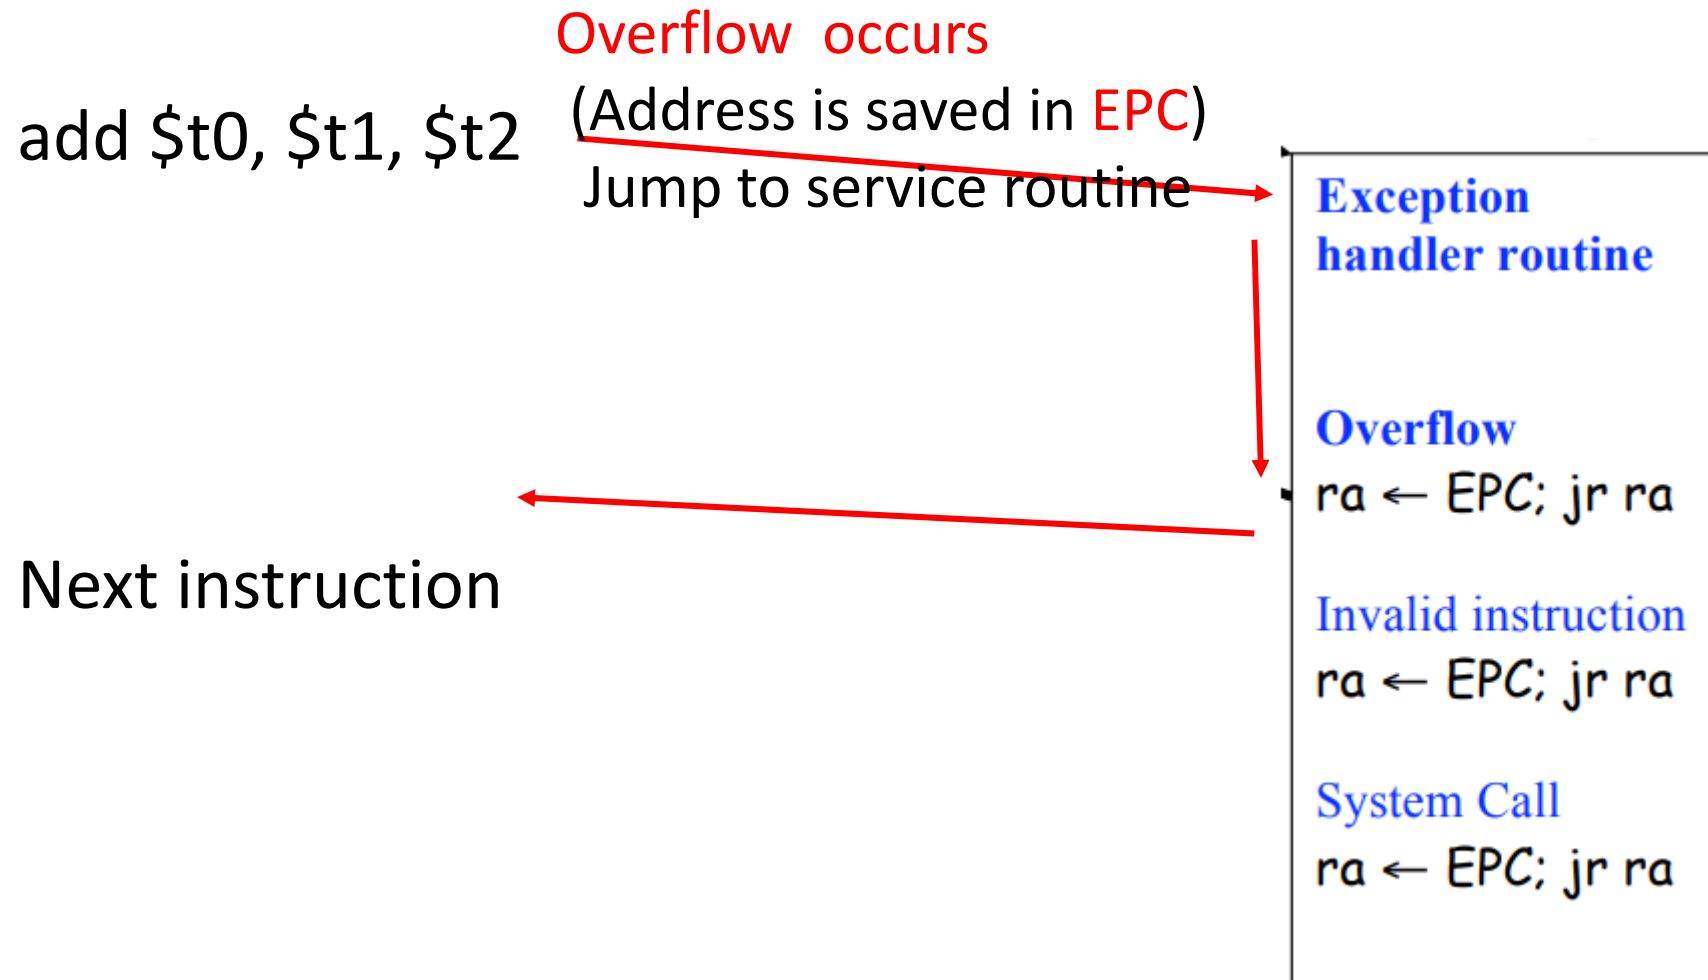 Overflow  occurs
(Address is saved in EPC)
add $t0, $t1, $t2
Jump to service routine
Exception
handler routine
Overflow
ra ← EPC; jr ra
Next instruction
Invalid instruction
ra ← EPC; jr ra
System Call
ra ← EPC; jr ra